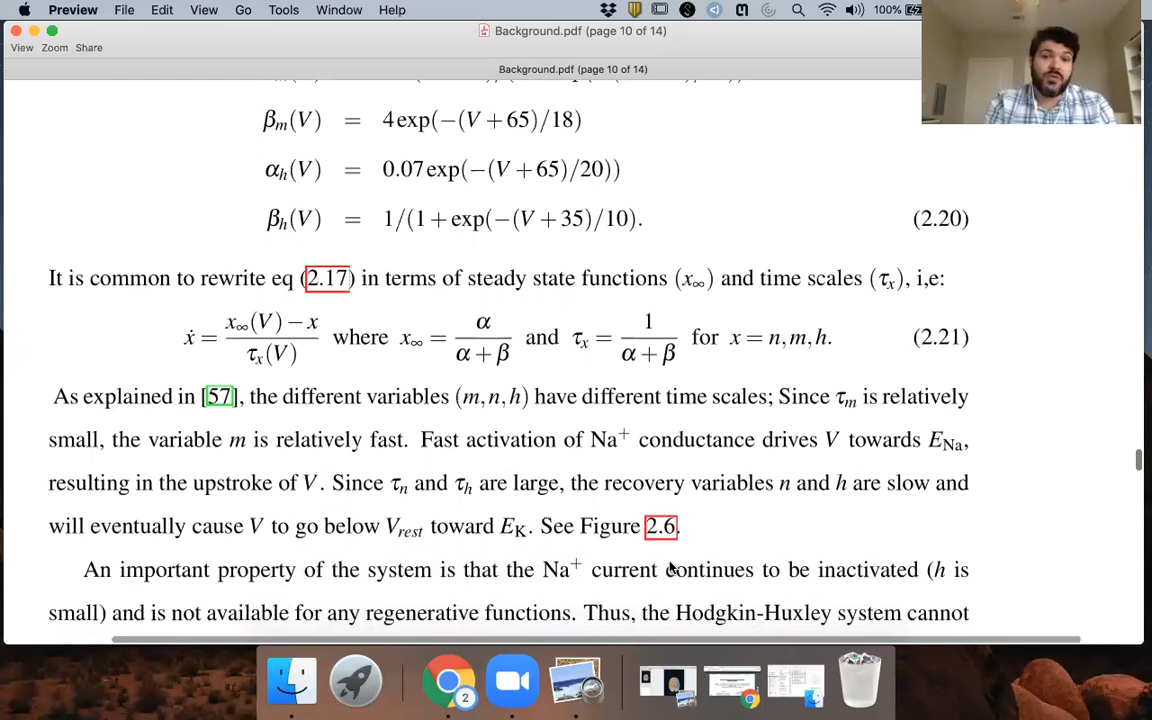 Preview File Edit View Go Tools Window Help 100%
Background.pdf (page 10 of 14)
View Zoom Share
Background.pdf (page 10 of 14)
βm(V) = 4exp(−(V + 65)/18)
αh(V) = 0.07exp(−(V + 65)/20))
βh(V) = 1/(1 + exp(−(V + 35)/10). (2.20)
It is common to rewrite eq (2.17) in terms of steady state functions (x∞) and time scales (τx), i,e:
ẋ = x∞(V) − x / τx(V) where x∞ = α / α + β and τx = 1 / α + β for x = n, m, h. (2.21)
As explained in [57], the different variables (m, n, h) have different time scales; Since τm is relatively
small, the variable m is relatively fast. Fast activation of Na+ conductance drives V towards ENa,
resulting in the upstroke of V. Since τn and τh are large, the recovery variables n and h are slow and
will eventually cause V to go below Vrest toward EK. See Figure 2.6.
An important property of the system is that the Na+ current continues to be inactivated (h is
small) and is not available for any regenerative functions. Thus, the Hodgkin-Huxley system cannot
2